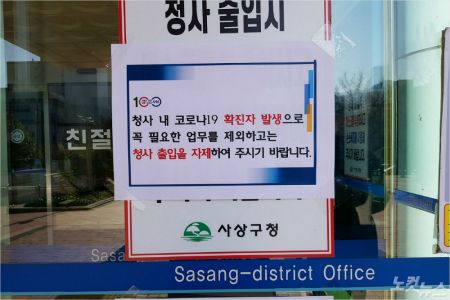 정사 출입시
100
청사 내 코로나19 확진자 발생으로
꼭 필요한 업무를 제외하고는
청사 출입을 자제하여 주시기 바랍니다.
친절
사상구청
Sasang
Sasang-district Office
노컷뉴스